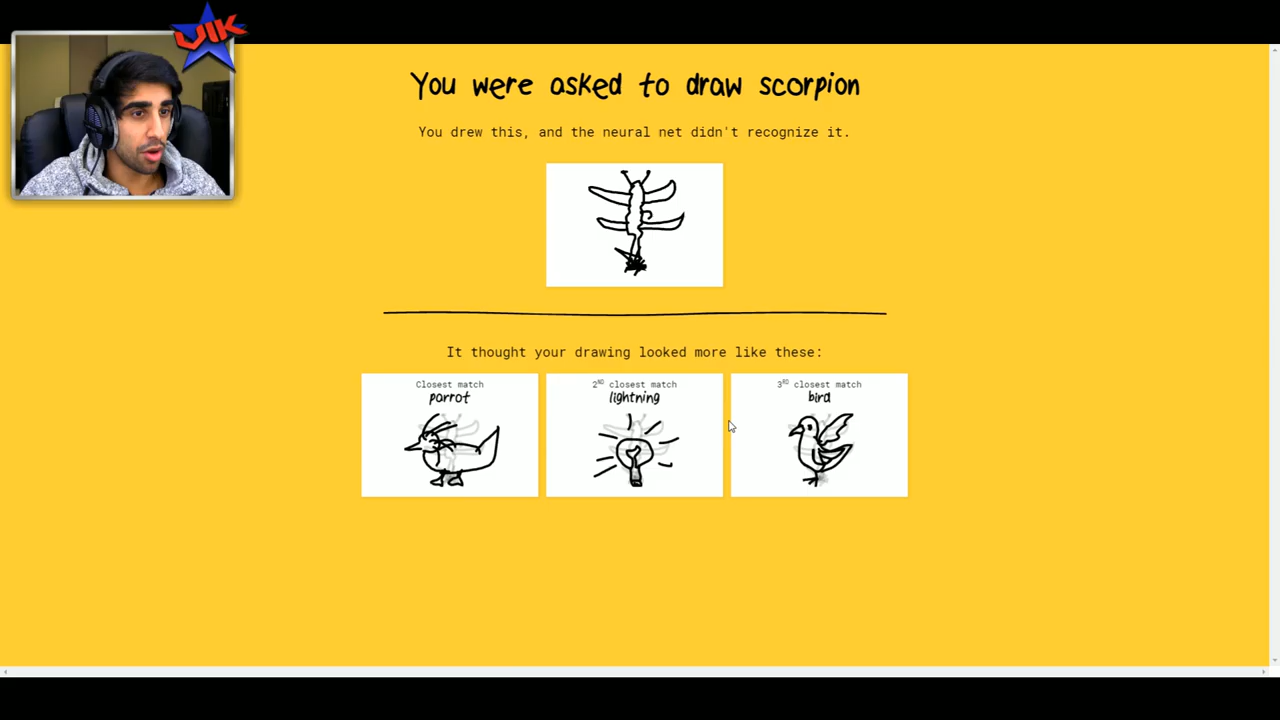 VIK
You were asked to draw scorpion
You drew this, and the neural net didn't recognize it.
It thought your drawing looked more like these:
Closest match
parrot
2ND closest match
lightning
3RD closest match
bird